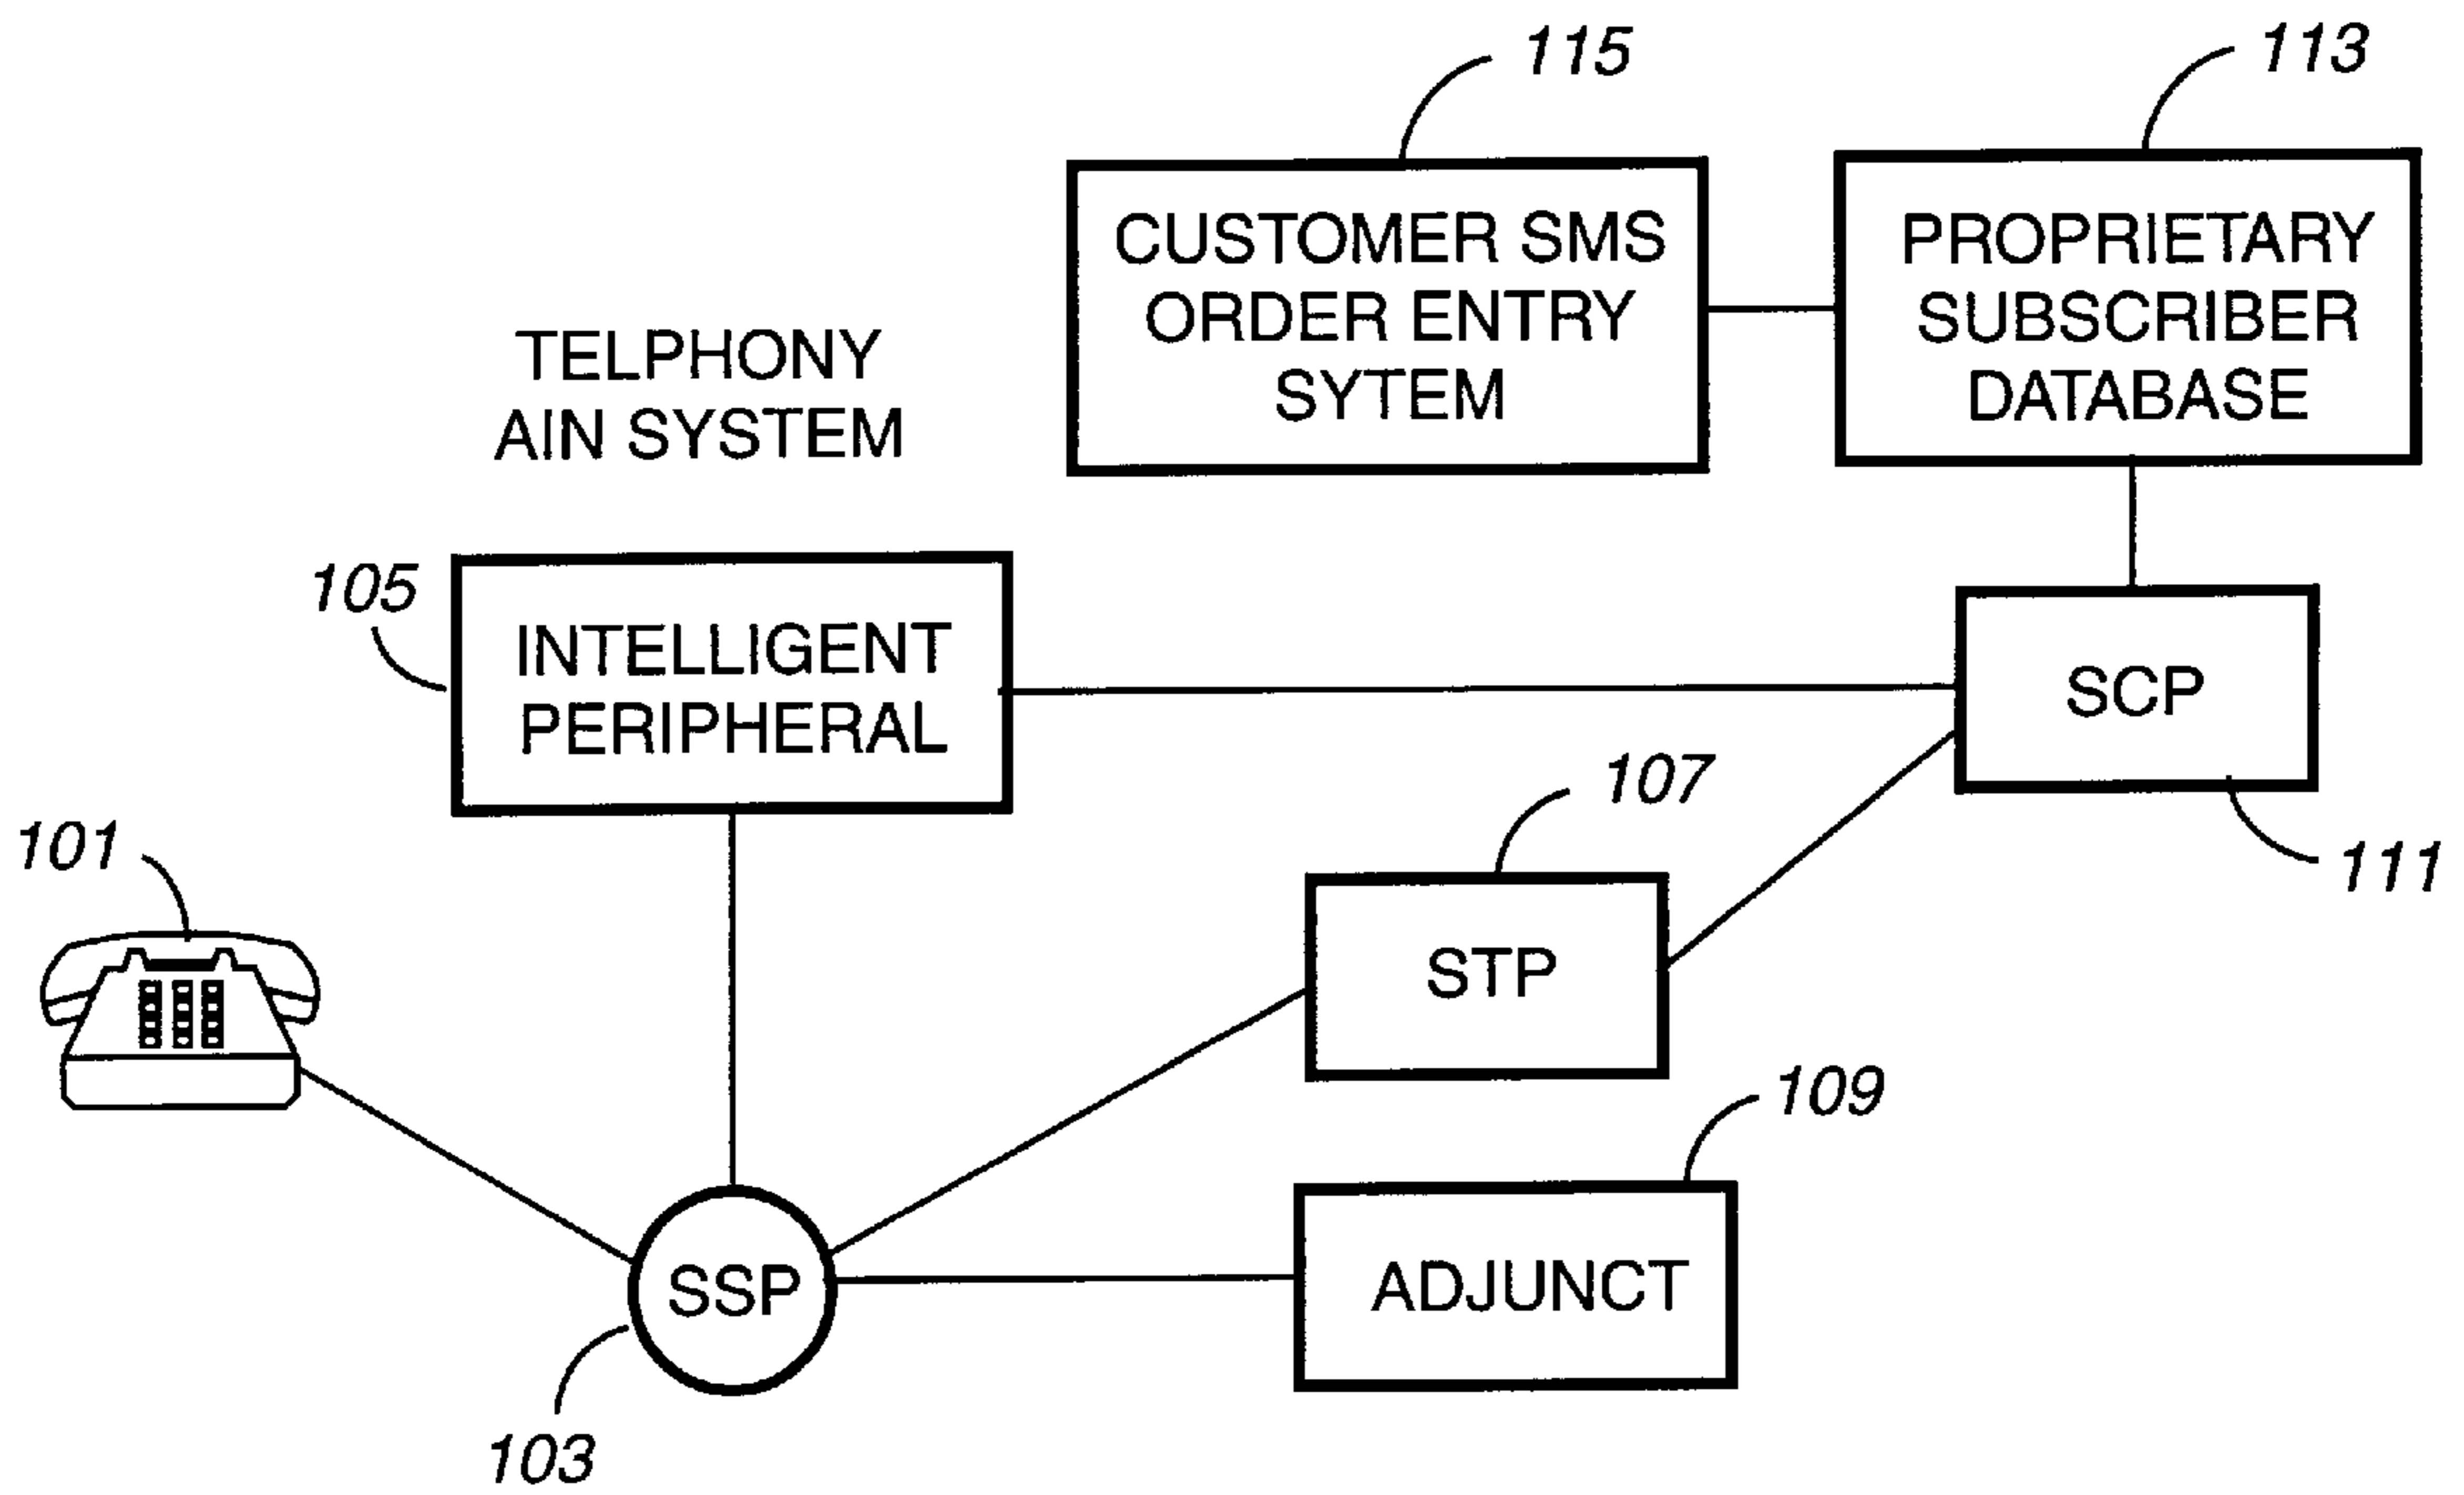 115
113
CUSTOMER SMS
ORDER ENTRY
SYTEM
PROPRIETARY
SUBSCRIBER
DATABASE
TELPHONY
AIN SYSTEM
105
INTELLIGENT
PERIPHERAL
SCP
107
111
101
STP
109
SSP
ADJUNCT
103